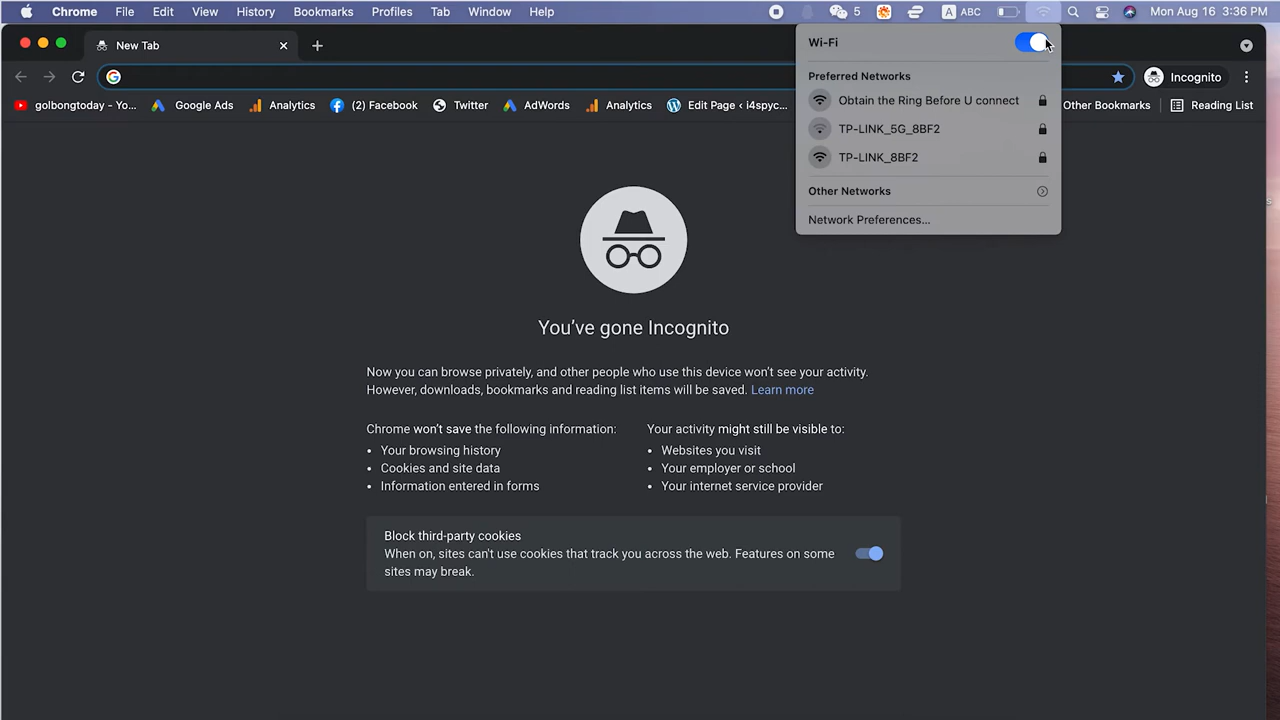 Chrome File Edit View History Bookmarks Profiles Tab Window Help 5 A ABC Mon Aug 16 3:36 PM
New Tab
Incognito
golbongtoday - Yo... Google Ads Analytics (2) Facebook Twitter AdWords Analytics Edit Page ‹ i4spyc... Other Bookmarks Reading List
Wi-Fi
Preferred Networks
Obtain the Ring Before U connect
TP-LINK_5G_8BF2
TP-LINK_8BF2
Other Networks
Network Preferences...
You've gone Incognito
Now you can browse privately, and other people who use this device won't see your activity.
However, downloads, bookmarks and reading list items will be saved. Learn more
Chrome won't save the following information:
• Your browsing history
• Cookies and site data
• Information entered in forms
Your activity might still be visible to:
• Websites you visit
• Your employer or school
• Your internet service provider
Block third-party cookies
When on, sites can't use cookies that track you across the web. Features on some
sites may break.